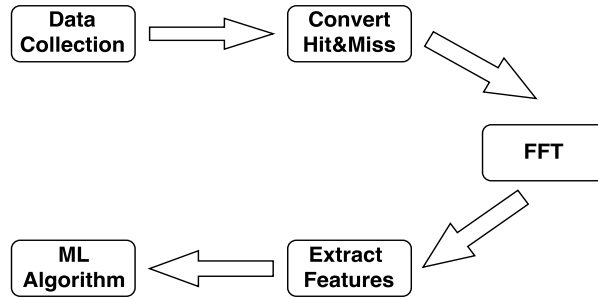 Data
Collection
Convert
Hit&Miss
FFT
Extract
Features
ML
Algorithm